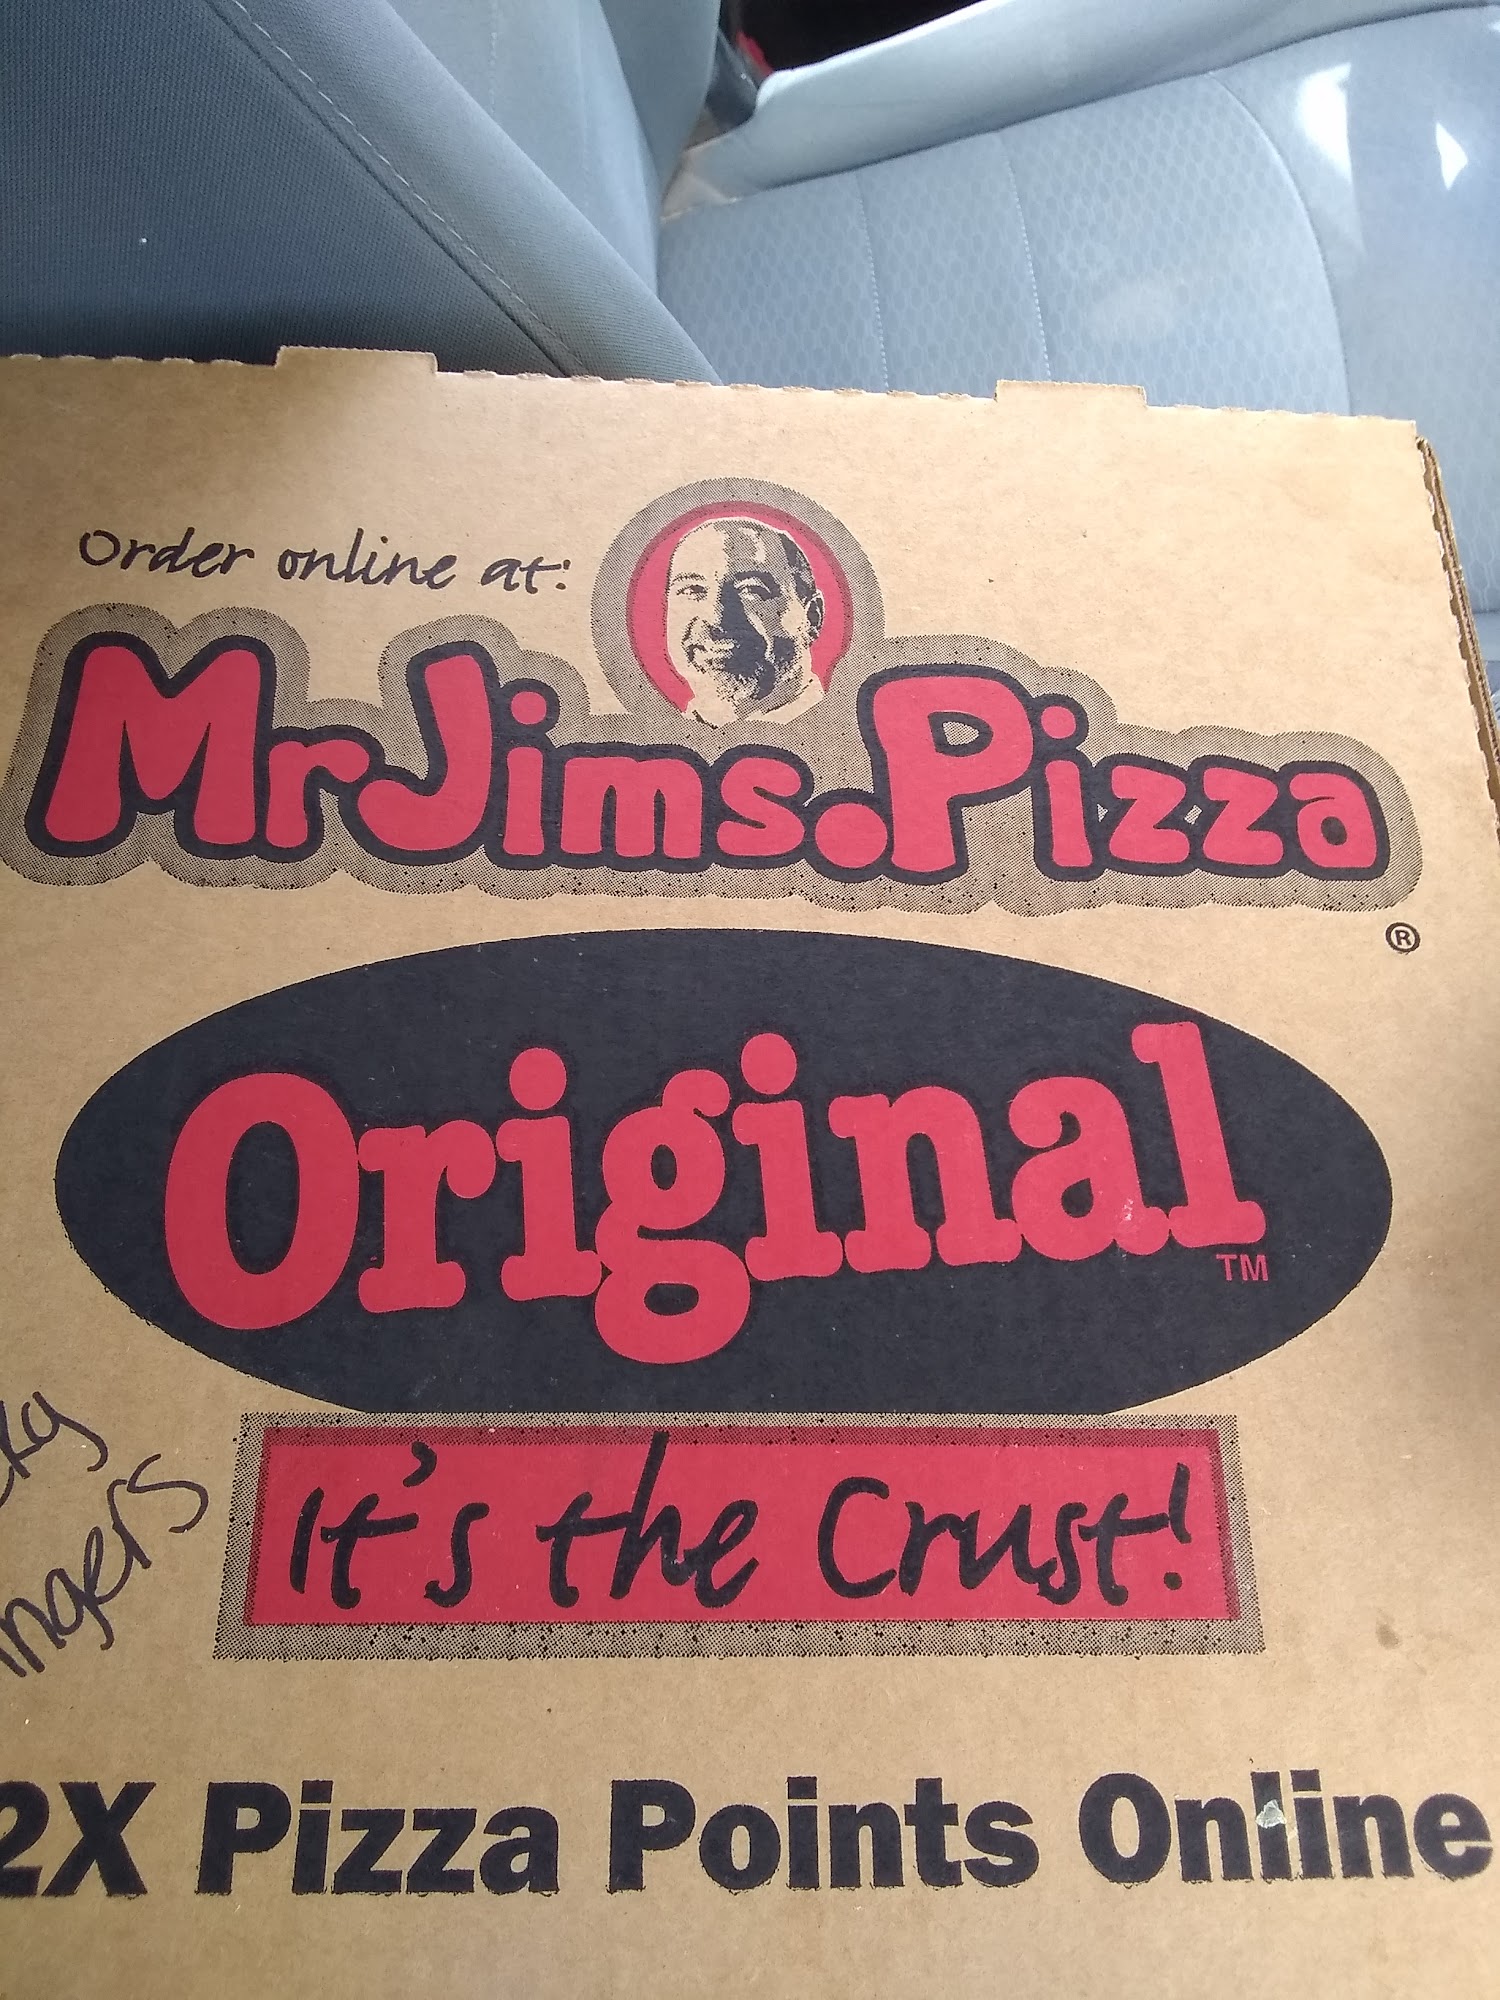 Order online at:
MrJims.Pizza
®
Original
TM
It's the Crust!
2X Pizza Points Online